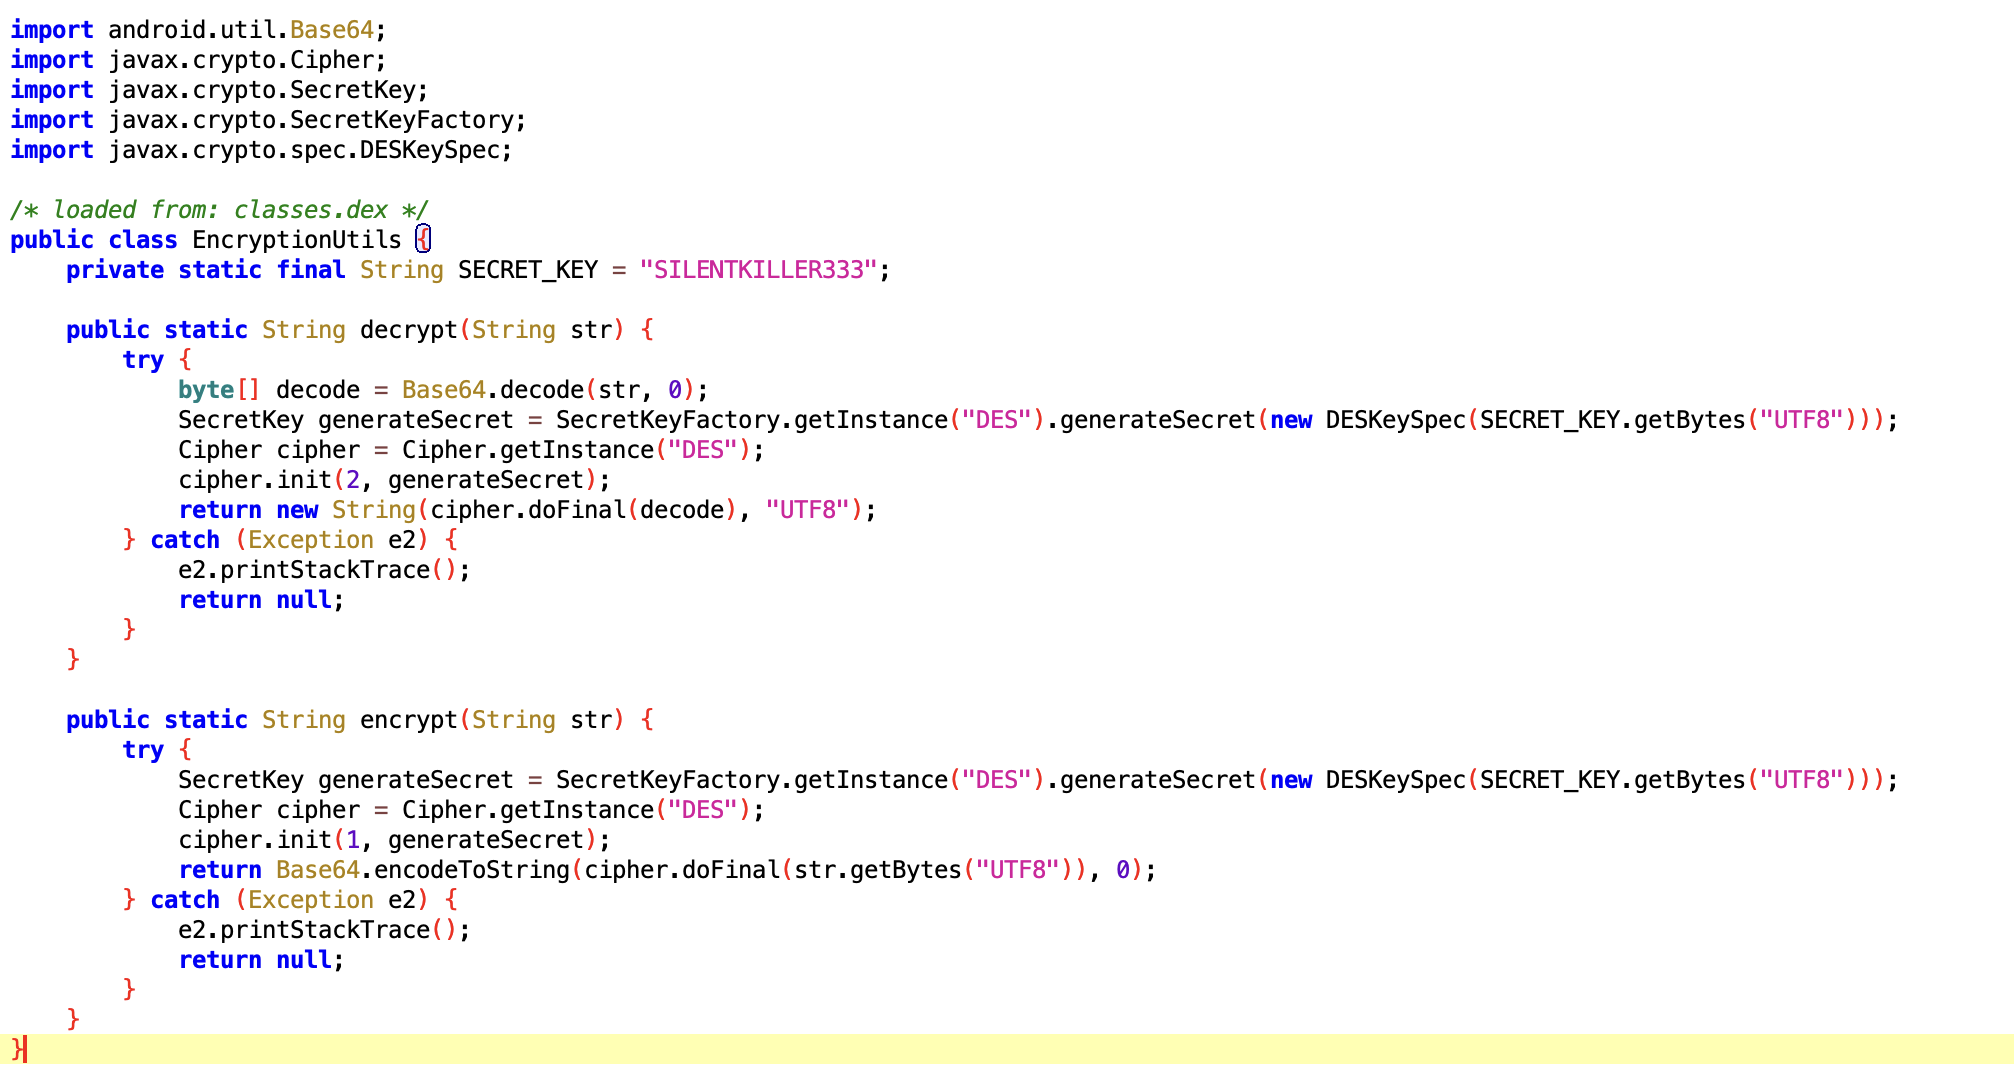 import android.util.Base64;
import javax.crypto.Cipher;
import javax.crypto.SecretKey;
import javax.crypto.SecretKeyFactory;
import javax.crypto.spec.DESKeySpec;

/* loaded from: classes.dex */
public class EncryptionUtils {
    private static final String SECRET_KEY = "SILENTKILLER333";

    public static String decrypt(String str) {
        try {
            byte[] decode = Base64.decode(str, 0);
            SecretKey generateSecret = SecretKeyFactory.getInstance("DES").generateSecret(new DESKeySpec(SECRET_KEY.getBytes("UTF8")));
            Cipher cipher = Cipher.getInstance("DES");
            cipher.init(2, generateSecret);
            return new String(cipher.doFinal(decode), "UTF8");
        } catch (Exception e2) {
            e2.printStackTrace();
            return null;
        }
    }

    public static String encrypt(String str) {
        try {
            SecretKey generateSecret = SecretKeyFactory.getInstance("DES").generateSecret(new DESKeySpec(SECRET_KEY.getBytes("UTF8")));
            Cipher cipher = Cipher.getInstance("DES");
            cipher.init(1, generateSecret);
            return Base64.encodeToString(cipher.doFinal(str.getBytes("UTF8")), 0);
        } catch (Exception e2) {
            e2.printStackTrace();
            return null;
        }
    }
}